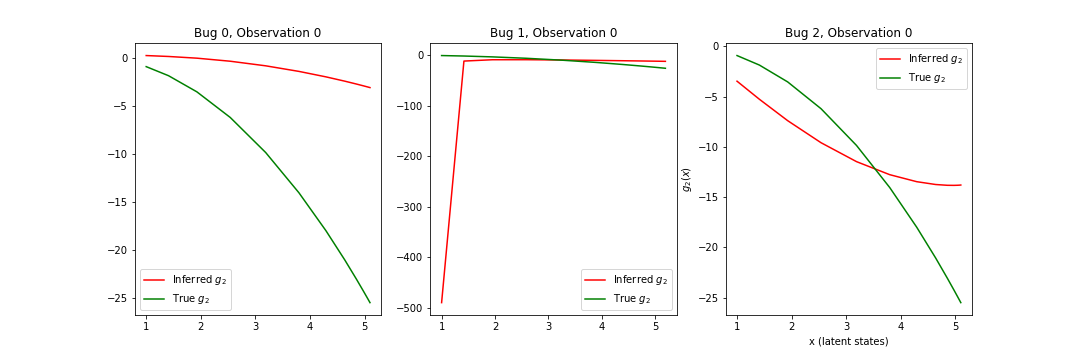 Bug 0, Observation 0
0
−5
−10
−15
−20
−25
1 2 3 4 5
Inferred g₂
True g₂
Bug 1, Observation 0
0
−100
−200
−300
−400
−500
1 2 3 4 5
Inferred g₂
True g₂
Bug 2, Observation 0
g₂(x)
0
−5
−10
−15
−20
−25
1 2 3 4 5
x (latent states)
Inferred g₂
True g₂